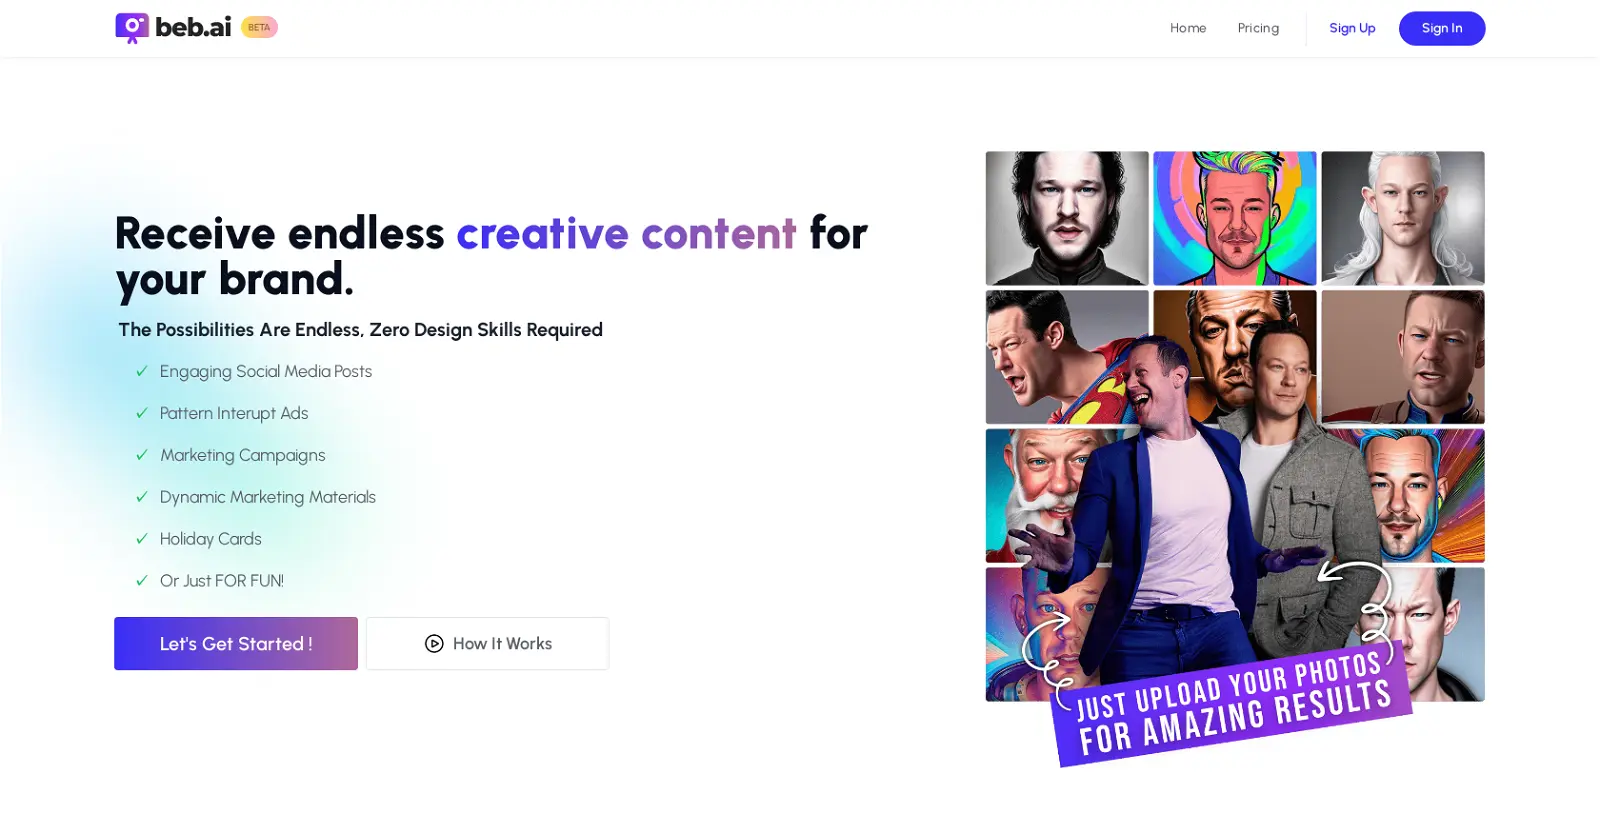 beb.ai BETA
Home Pricing Sign Up Sign In
Receive endless creative content for
your brand.
The Possibilities Are Endless, Zero Design Skills Required
✓ Engaging Social Media Posts
✓ Pattern Interupt Ads
✓ Marketing Campaigns
✓ Dynamic Marketing Materials
✓ Holiday Cards
✓ Or Just FOR FUN!
Let's Get Started !
How It Works
JUST UPLOAD YOUR PHOTOS
FOR AMAZING RESULTS